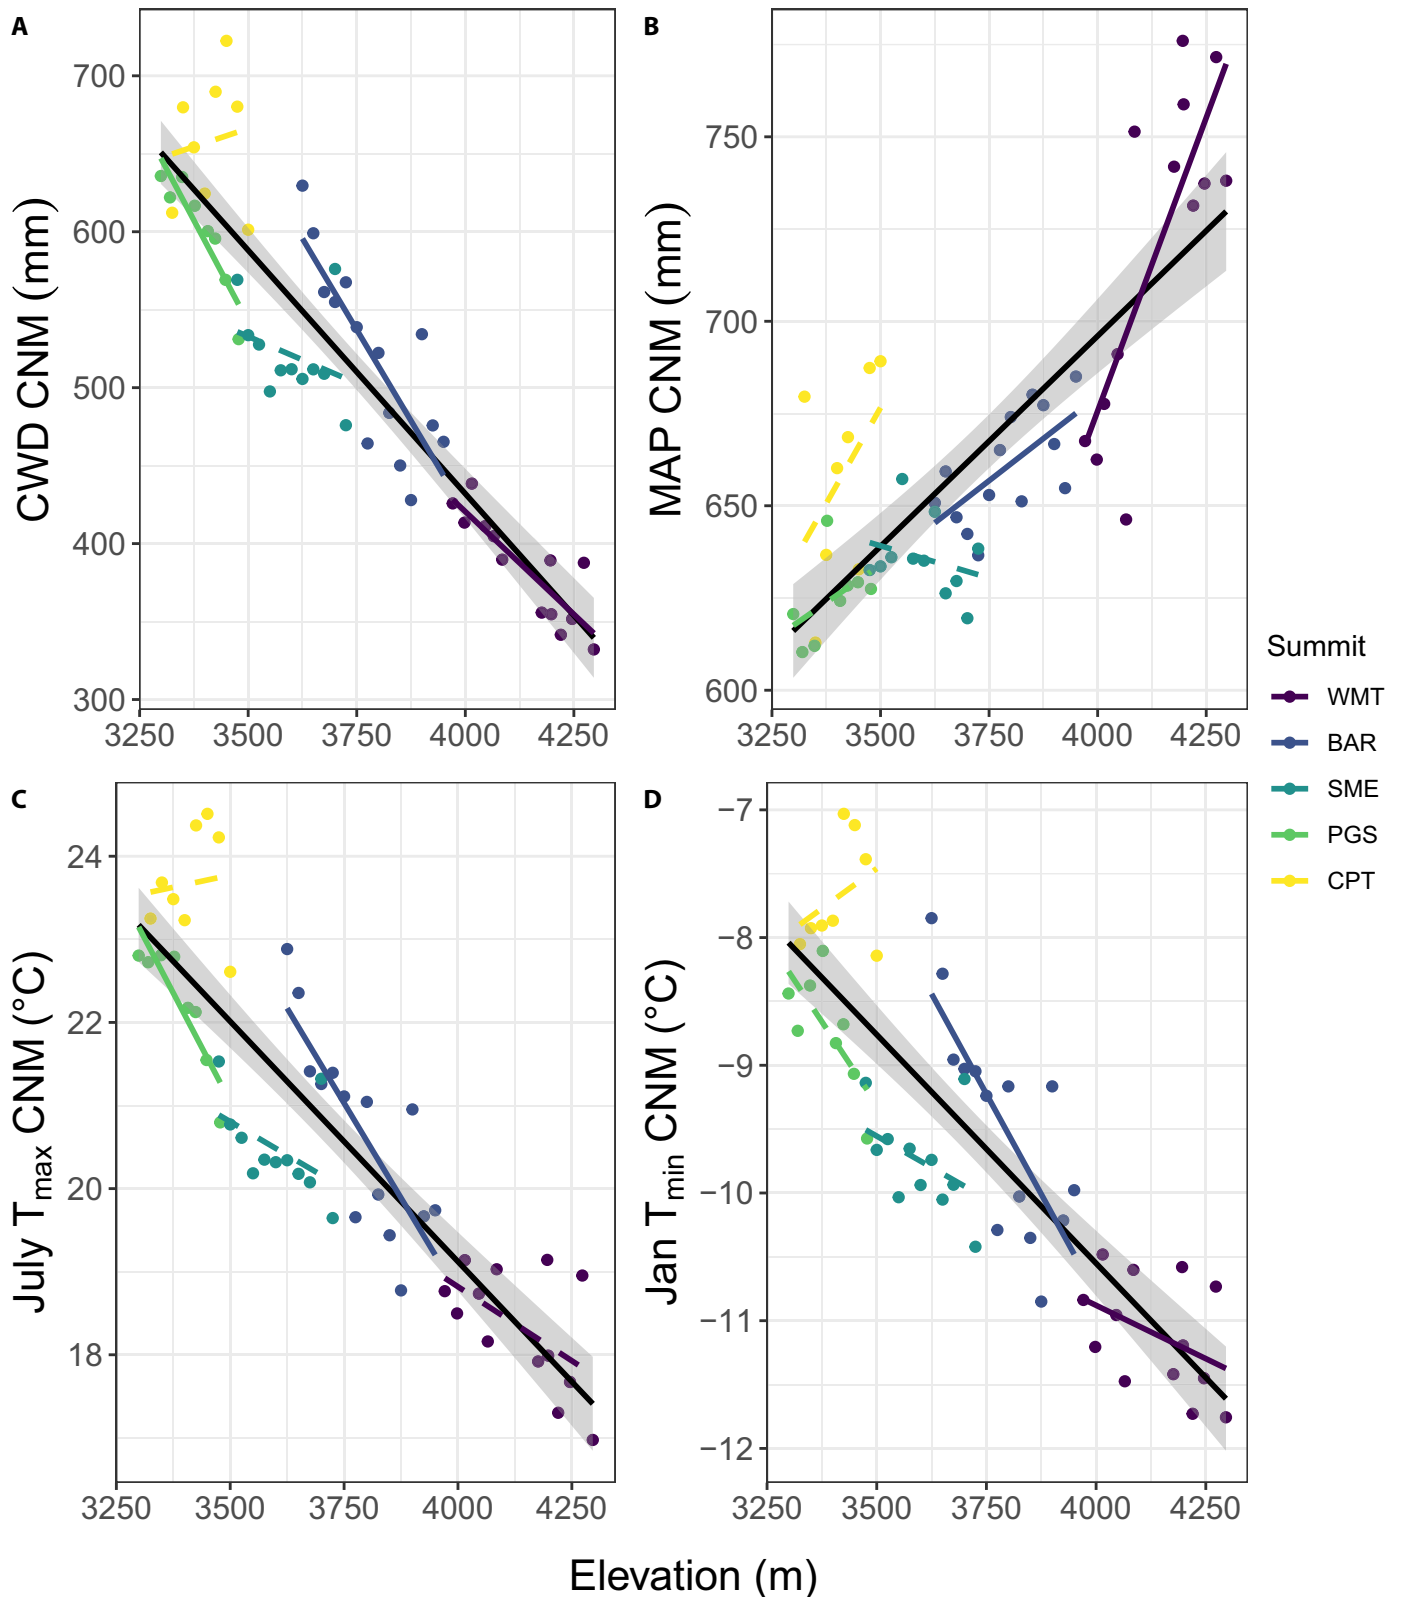 A
B
CWD CNM (mm)
700
600
500
400
300
3250 3500 3750 4000 4250
MAP CNM (mm)
750
700
650
600
3250 3500 3750 4000 4250
Summit
WMT
BAR
SME
PGS
CPT
C
D
July Tmax CNM (°C)
24
22
20
18
3250 3500 3750 4000 4250
Jan Tmin CNM (°C)
−7
−8
−9
−10
−11
−12
3250 3500 3750 4000 4250
Elevation (m)